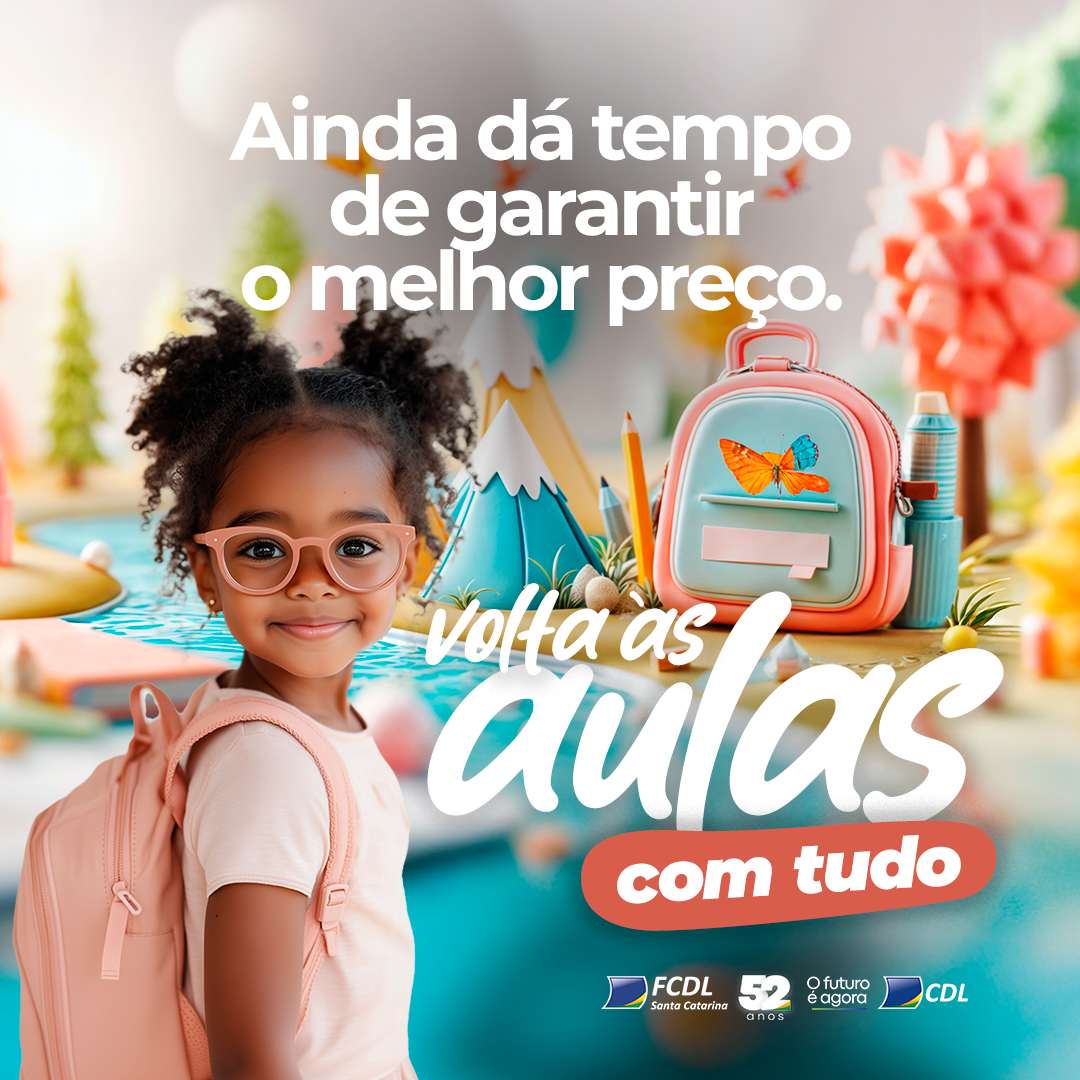 Ainda dá tempo
de garantir
o melhor preço.
volta às
aulas
com tudo
FCDL
Santa Catarina
52
anos
O futuro
é agora
CDL